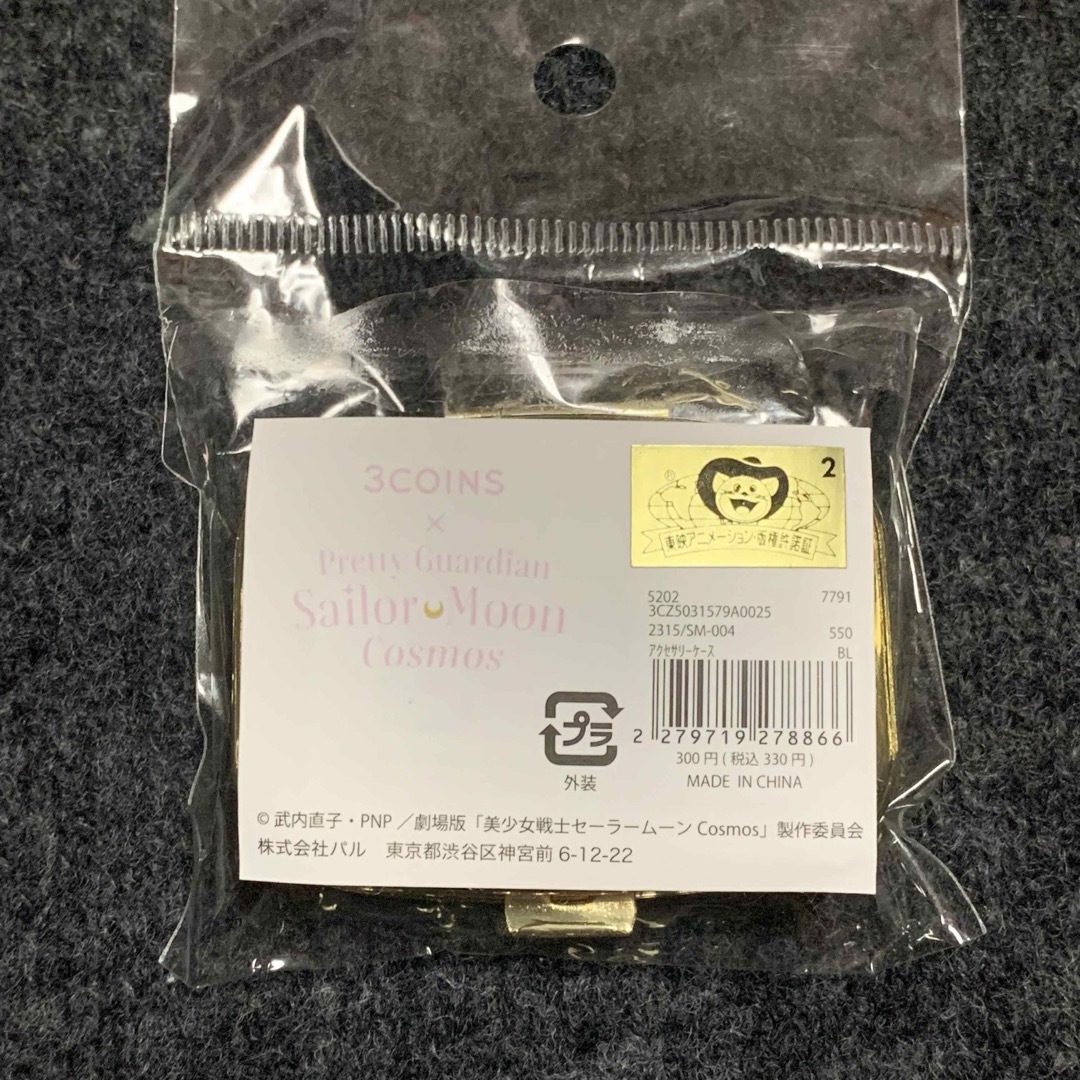 3COINS
×
Pretty Guardian
Sailor Moon
Cosmos
2
®
東映アニメーション・版権許諾証
5202 7791
3CZ5031579A0025
2315/SM-004 550
アクセサリーケース BL
プラ
外装
2 279719 278866
300円(税込330円)
MADE IN CHINA
© 武内直子・PNP／劇場版「美少女戦士セーラームーン Cosmos」製作委員会
株式会社パル 東京都渋谷区神宮前 6-12-22